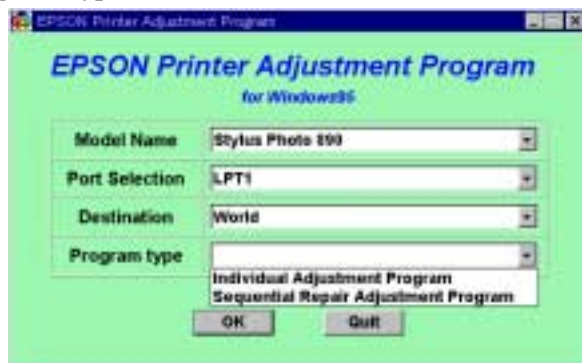 EPSON Printer Adjustment Program
EPSON Printer Adjustment Program
for Windows95
Model Name
Stylus Photo 890
Port Selection
LPT1
Destination
World
Program type
Individual Adjustment Program
Sequential Repair Adjustment Program
OK
Quit